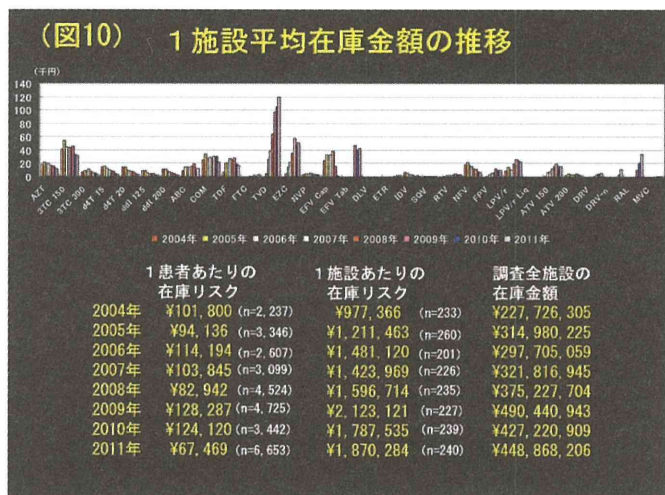 (図10) 1施設平均在庫金額の推移
(千円)
140
120
100
80
60
40
20
0
AZT 3TC 150 3TC 300 d4T 15 d4T 20 ddI 125 ddI 200 ABC COM TDF FTC TVD EZC NVP EFV Cap EFV Tab DLV ETR IDV SQV RTV NFV FPV LPV/r LPV/r Liq ATV 150 ATV 200 DRV DRVﾅｲｰﾌﾞ RAL MVC
2004年 2005年 2006年 2007年 2008年 2009年 2010年 2011年
1患者あたりの 1施設あたりの 調査全施設の
在庫リスク 在庫リスク 在庫金額
2004年 ¥101,800 (n=2,237) ¥977,366 (n=233) ¥227,726,305
2005年 ¥94,136 (n=3,346) ¥1,211,463 (n=260) ¥314,980,225
2006年 ¥114,194 (n=2,607) ¥1,481,120 (n=201) ¥297,705,059
2007年 ¥103,845 (n=3,099) ¥1,423,969 (n=226) ¥321,816,945
2008年 ¥82,942 (n=4,524) ¥1,596,714 (n=235) ¥375,227,704
2009年 ¥128,287 (n=4,725) ¥2,123,121 (n=227) ¥490,440,943
2010年 ¥124,120 (n=3,442) ¥1,787,535 (n=239) ¥427,220,909
2011年 ¥67,469 (n=6,653) ¥1,870,284 (n=240) ¥448,868,206